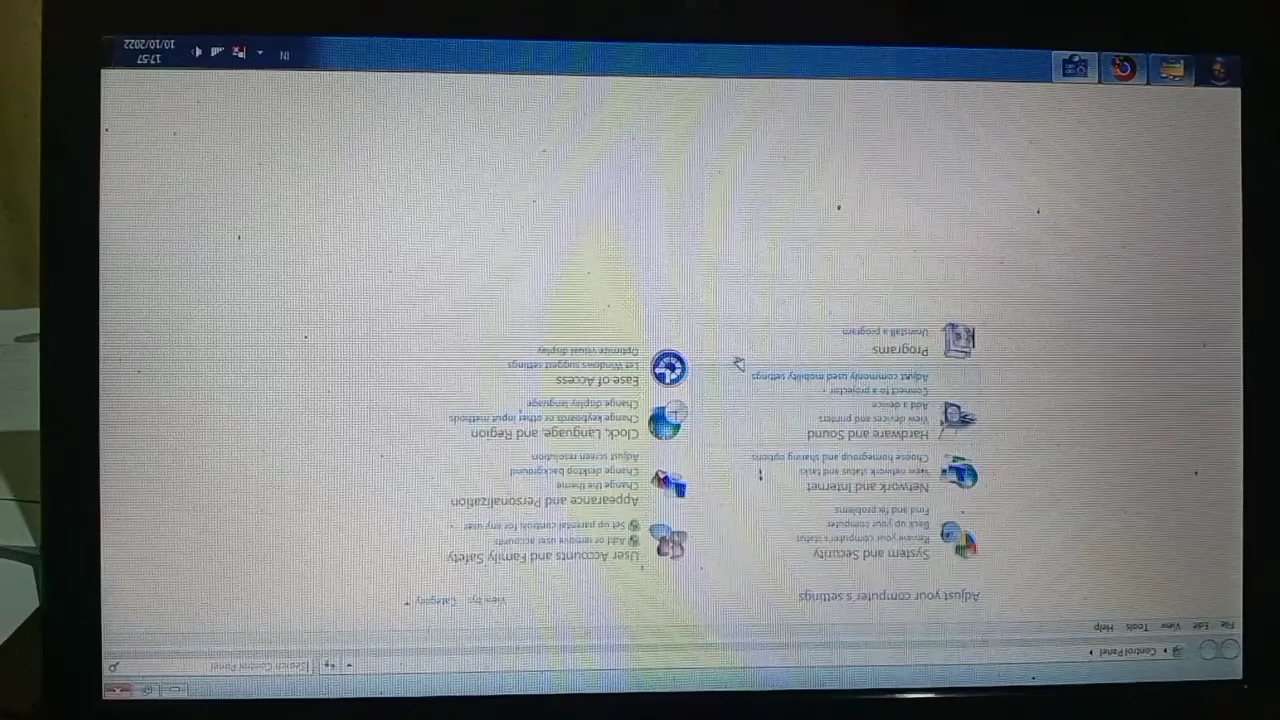 Control Panel
Search Control Panel
File Edit View Tools Help
Adjust your computer's settings
View by: Category
System and Security
Review your computer's status
Back up your computer
Find and fix problems
Network and Internet
View network status and tasks
Choose homegroup and sharing options
Hardware and Sound
View devices and printers
Add a device
Connect to a projector
Adjust commonly used mobility settings
Programs
Uninstall a program
User Accounts and Family Safety
Add or remove user accounts
Set up parental controls for any user
Appearance and Personalization
Change the theme
Change desktop background
Adjust screen resolution
Clock, Language, and Region
Change keyboards or other input methods
Change display language
Ease of Access
Let Windows suggest settings
Optimize visual display
IN
17:57
10/10/2022